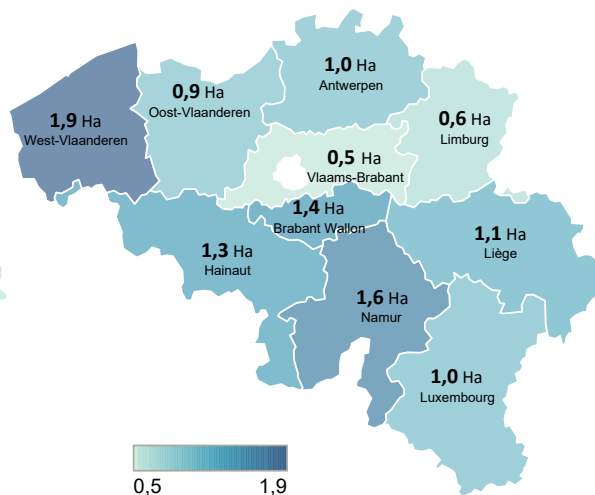 1,0 Ha
Antwerpen
0,9 Ha
Oost-Vlaanderen
1,9 Ha
West-Vlaanderen
0,6 Ha
Limburg
0,5 Ha
Vlaams-Brabant
1,4 Ha
Brabant Wallon
1,3 Ha
Hainaut
1,1 Ha
Liège
1,6 Ha
Namur
1,0 Ha
Luxembourg
0,5 1,9